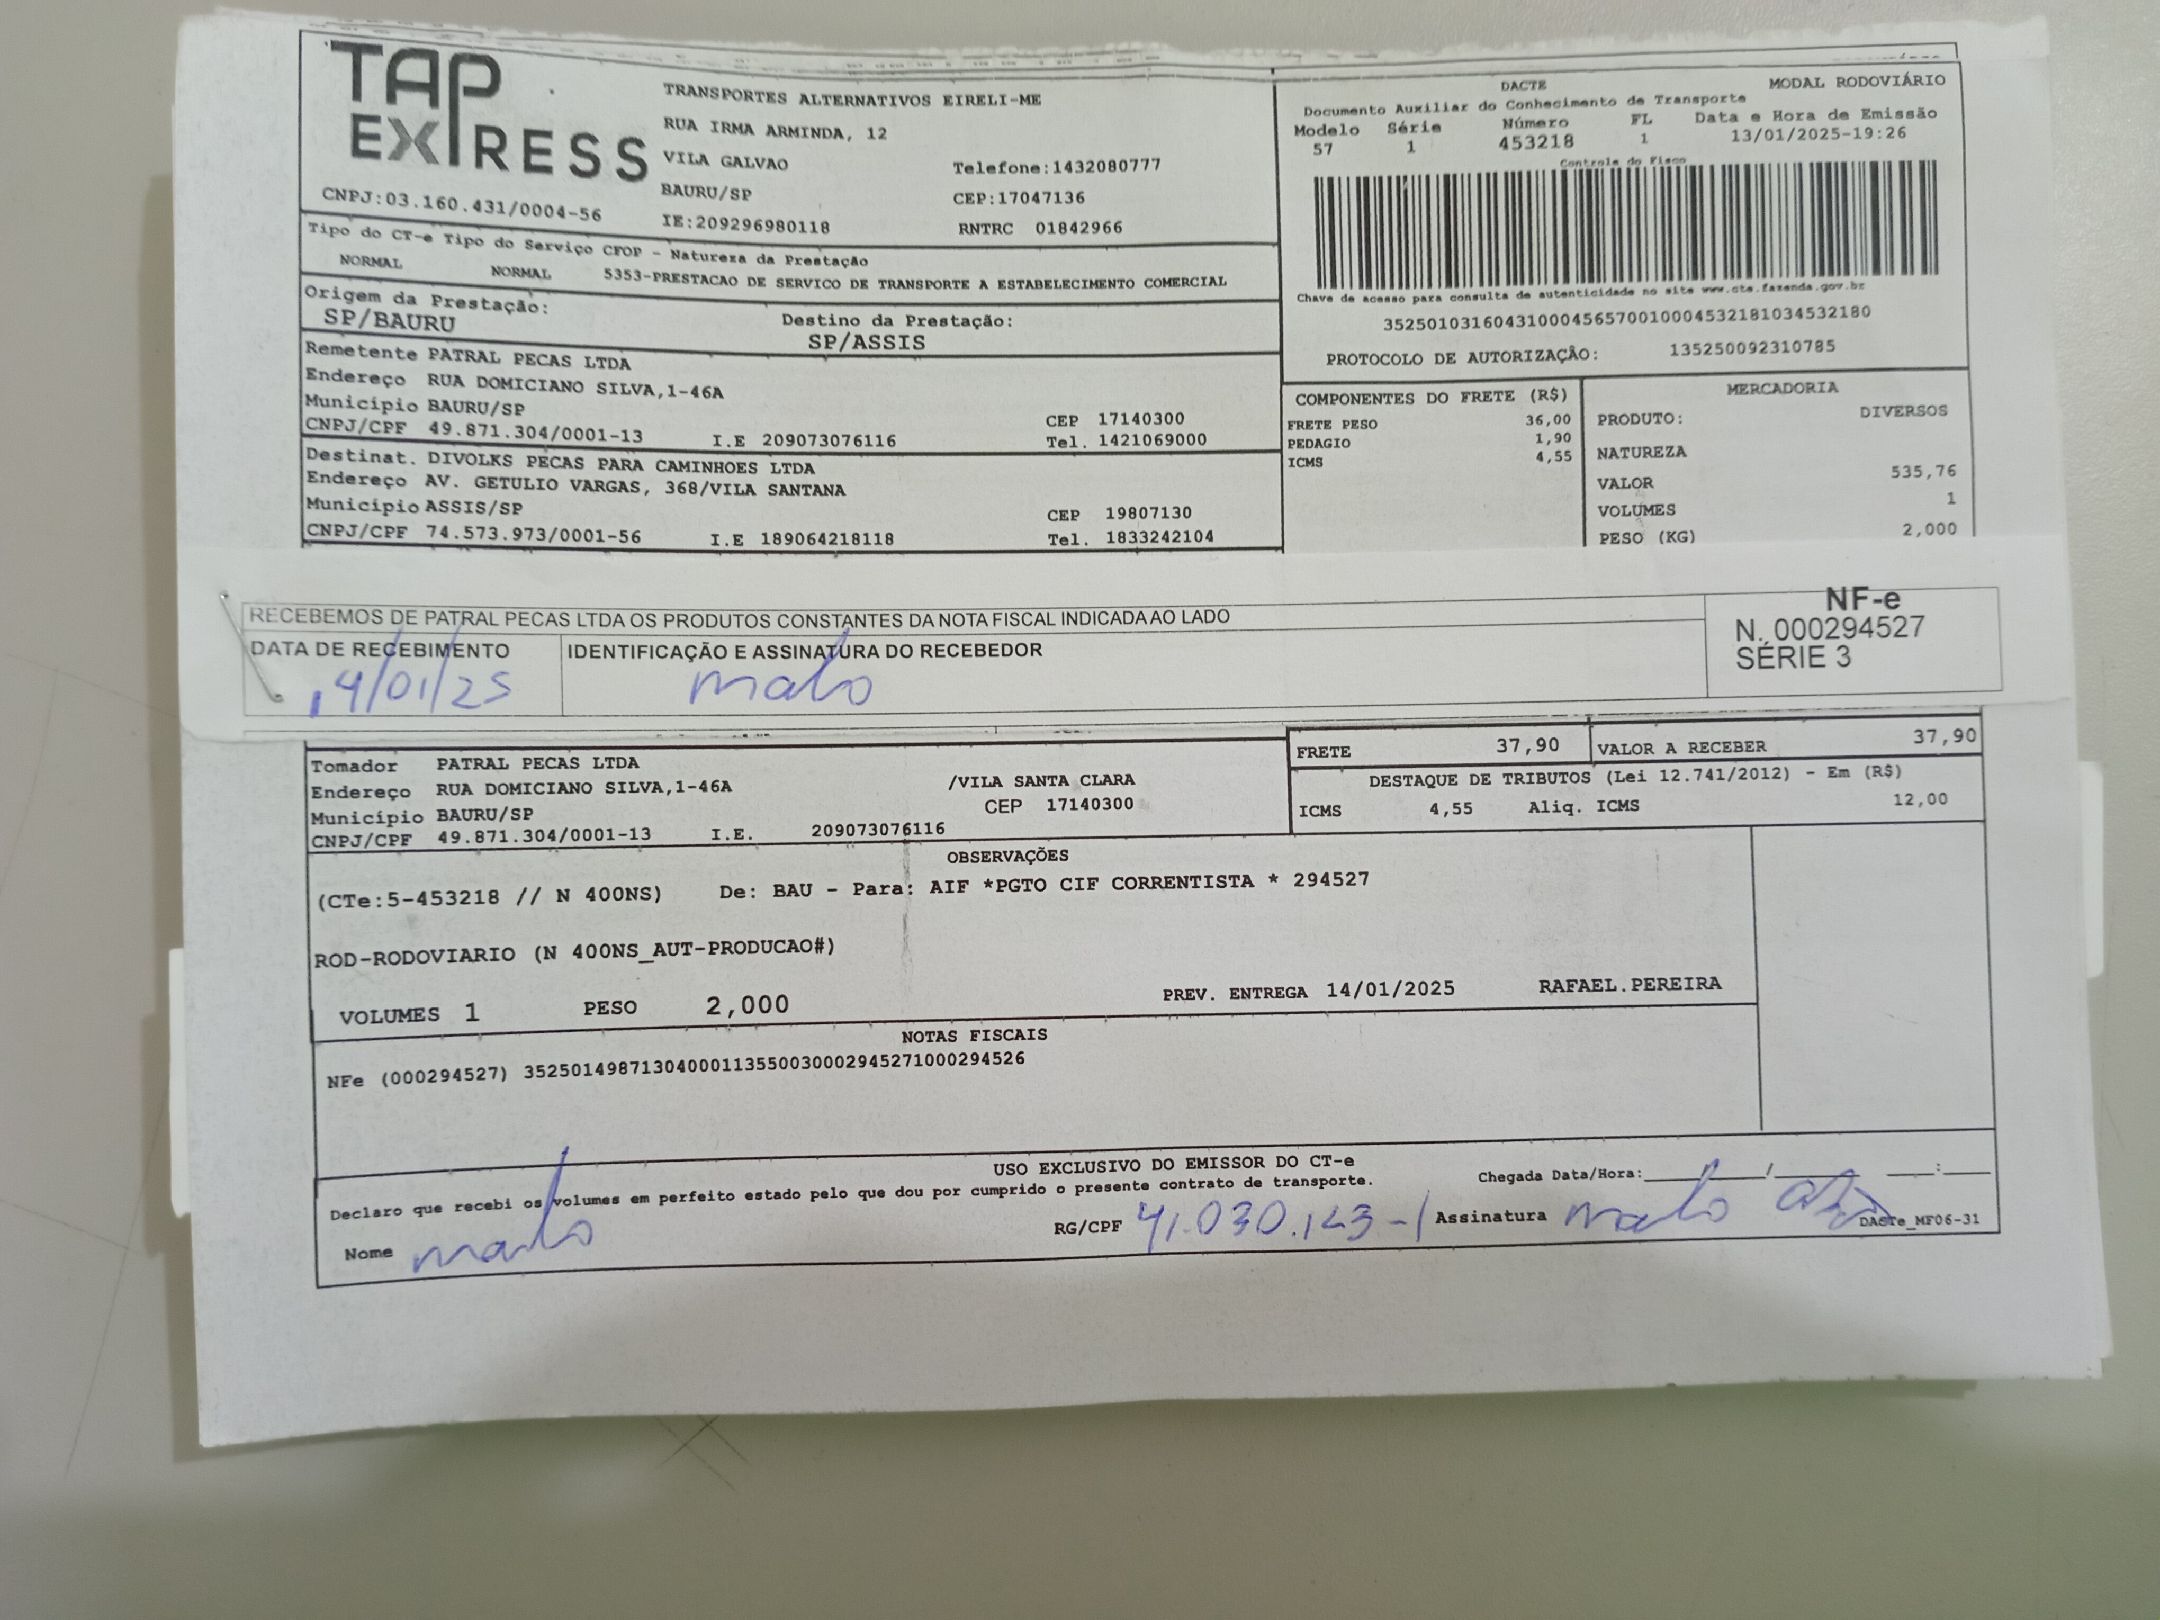 TAP
EXPRESS
CNPJ:03.160.431/0004-56
TRANSPORTES ALTERNATIVOS EIRELI-ME
RUA IRMA ARMINDA, 12
VILA GALVAO Telefone:1432080777
BAURU/SP CEP:17047136
IE:209296980118 RNTRC 01842966
DACTE MODAL RODOVIÁRIO
Documento Auxiliar do Conhecimento de Transporte
Modelo Série Número FL Data e Hora de Emissão
57 1 453218 1 13/01/2025-19:26
Controle do Fisco
Chave de acesso para consulta de autenticidade no site www.cte.fazenda.gov.br
35250103160431000456570010004532181034532180
PROTOCOLO DE AUTORIZAÇÃO: 135250092310785
Tipo do CT-e Tipo do Serviço CFOP - Natureza da Prestação
NORMAL NORMAL 5353-PRESTACAO DE SERVICO DE TRANSPORTE A ESTABELECIMENTO COMERCIAL
Origem da Prestação: Destino da Prestação:
SP/BAURU SP/ASSIS
Remetente PATRAL PECAS LTDA
Endereço RUA DOMICIANO SILVA,1-46A
Município BAURU/SP CEP 17140300
CNPJ/CPF 49.871.304/0001-13 I.E 209073076116 Tel. 1421069000
Destinat. DIVOLKS PECAS PARA CAMINHOES LTDA
Endereço AV. GETULIO VARGAS, 368/VILA SANTANA
Município ASSIS/SP CEP 19807130
CNPJ/CPF 74.573.973/0001-56 I.E 189064218118 Tel. 1833242104
COMPONENTES DO FRETE (R$)
FRETE PESO 36,00
PEDAGIO 1,90
ICMS 4,55
MERCADORIA
PRODUTO: DIVERSOS
NATUREZA
VALOR 535,76
VOLUMES 1
PESO (KG) 2,000
RECEBEMOS DE PATRAL PECAS LTDA OS PRODUTOS CONSTANTES DA NOTA FISCAL INDICADA AO LADO
DATA DE RECEBIMENTO IDENTIFICAÇÃO E ASSINATURA DO RECEBEDOR
14/01/25
NF-e
N. 000294527
SÉRIE 3
Tomador PATRAL PECAS LTDA
Endereço RUA DOMICIANO SILVA,1-46A /VILA SANTA CLARA
Município BAURU/SP CEP 17140300
CNPJ/CPF 49.871.304/0001-13 I.E. 209073076116
FRETE 37,90 VALOR A RECEBER 37,90
DESTAQUE DE TRIBUTOS (Lei 12.741/2012) - Em (R$)
ICMS 4,55 Aliq. ICMS 12,00
OBSERVAÇÕES
(CTe:5-453218 // N 400NS) De: BAU - Para: AIF *PGTO CIF CORRENTISTA * 294527
ROD-RODOVIARIO (N 400NS_AUT-PRODUCAO#)
VOLUMES 1 PESO 2,000 PREV. ENTREGA 14/01/2025 RAFAEL.PEREIRA
NOTAS FISCAIS
NFe (000294527) 35250149871304000113550030002945271000294526
USO EXCLUSIVO DO EMISSOR DO CT-e
Declaro que recebi os volumes em perfeito estado pelo que dou por cumprido o presente contrato de transporte.
Chegada Data/Hora:____/____ ___:___
Nome RG/CPF 41.030.143-1 Assinatura
DACTe_MF06-31